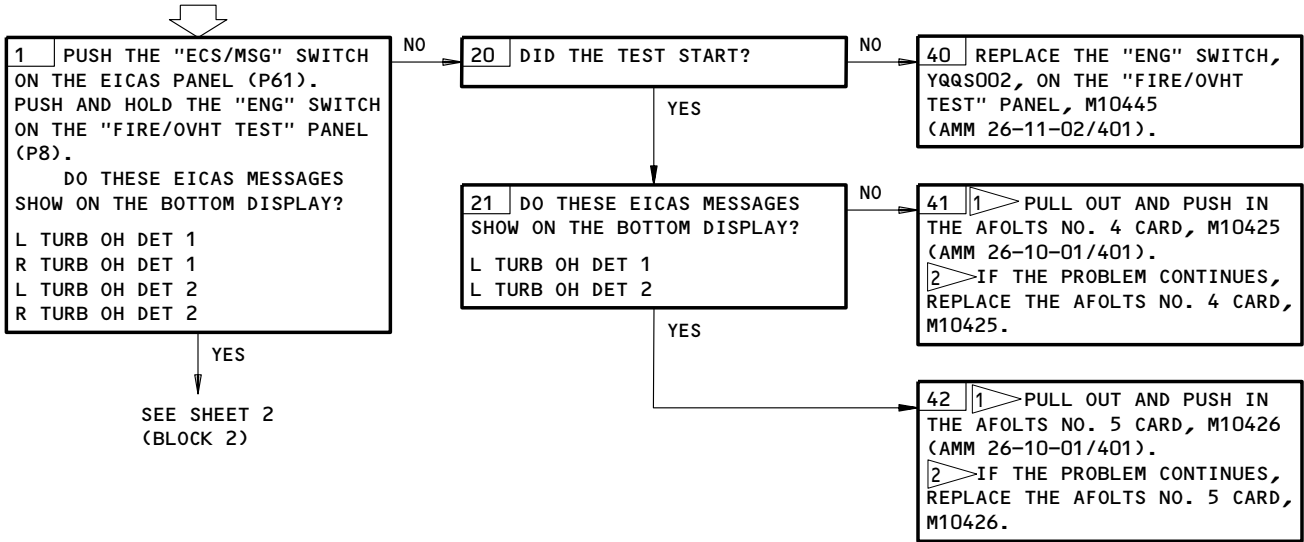 1 PUSH THE "ECS/MSG" SWITCH
ON THE EICAS PANEL (P61).
PUSH AND HOLD THE "ENG" SWITCH
ON THE "FIRE/OVHT TEST" PANEL
(P8).
DO THESE EICAS MESSAGES
SHOW ON THE BOTTOM DISPLAY?
L TURB OH DET 1
R TURB OH DET 1
L TURB OH DET 2
R TURB OH DET 2
NO
YES
SEE SHEET 2
(BLOCK 2)
20 DID THE TEST START?
NO
YES
21 DO THESE EICAS MESSAGES
SHOW ON THE BOTTOM DISPLAY?
L TURB OH DET 1
L TURB OH DET 2
NO
YES
40 REPLACE THE "ENG" SWITCH,
YQQS002, ON THE "FIRE/OVHT
TEST" PANEL, M10445
(AMM 26-11-02/401).
41 1 PULL OUT AND PUSH IN
THE AFOLTS NO. 4 CARD, M10425
(AMM 26-10-01/401).
2 IF THE PROBLEM CONTINUES,
REPLACE THE AFOLTS NO. 4 CARD,
M10425.
42 1 PULL OUT AND PUSH IN
THE AFOLTS NO. 5 CARD, M10426
(AMM 26-10-01/401).
2 IF THE PROBLEM CONTINUES,
REPLACE THE AFOLTS NO. 5 CARD,
M10426.